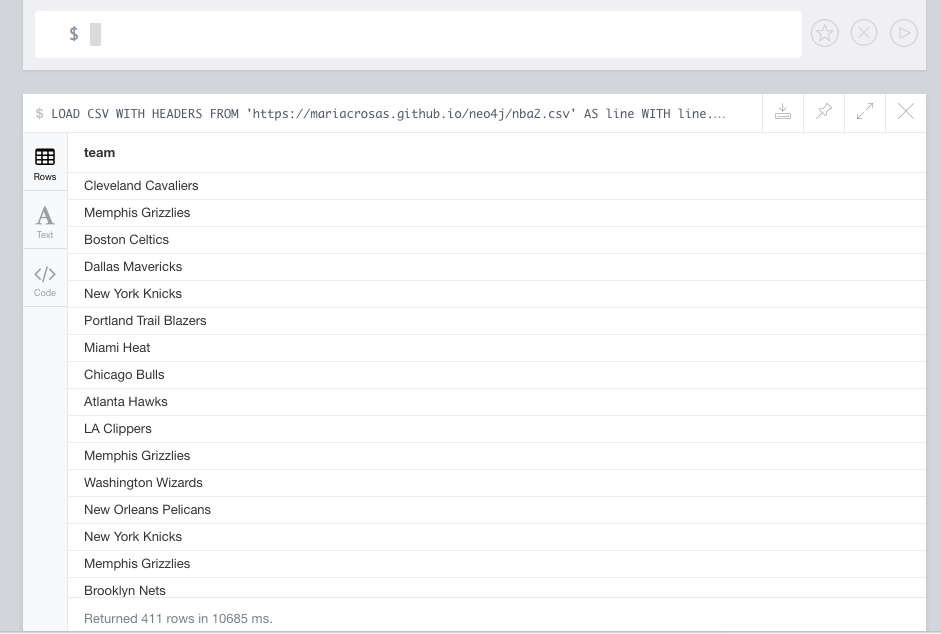 $
$ LOAD CSV WITH HEADERS FROM 'https://mariacrosas.github.io/neo4j/nba2.csv' AS line WITH line....
Rows
A
Text
</>
Code
team
Cleveland Cavaliers
Memphis Grizzlies
Boston Celtics
Dallas Mavericks
New York Knicks
Portland Trail Blazers
Miami Heat
Chicago Bulls
Atlanta Hawks
LA Clippers
Memphis Grizzlies
Washington Wizards
New Orleans Pelicans
New York Knicks
Memphis Grizzlies
Brooklyn Nets
Returned 411 rows in 10685 ms.